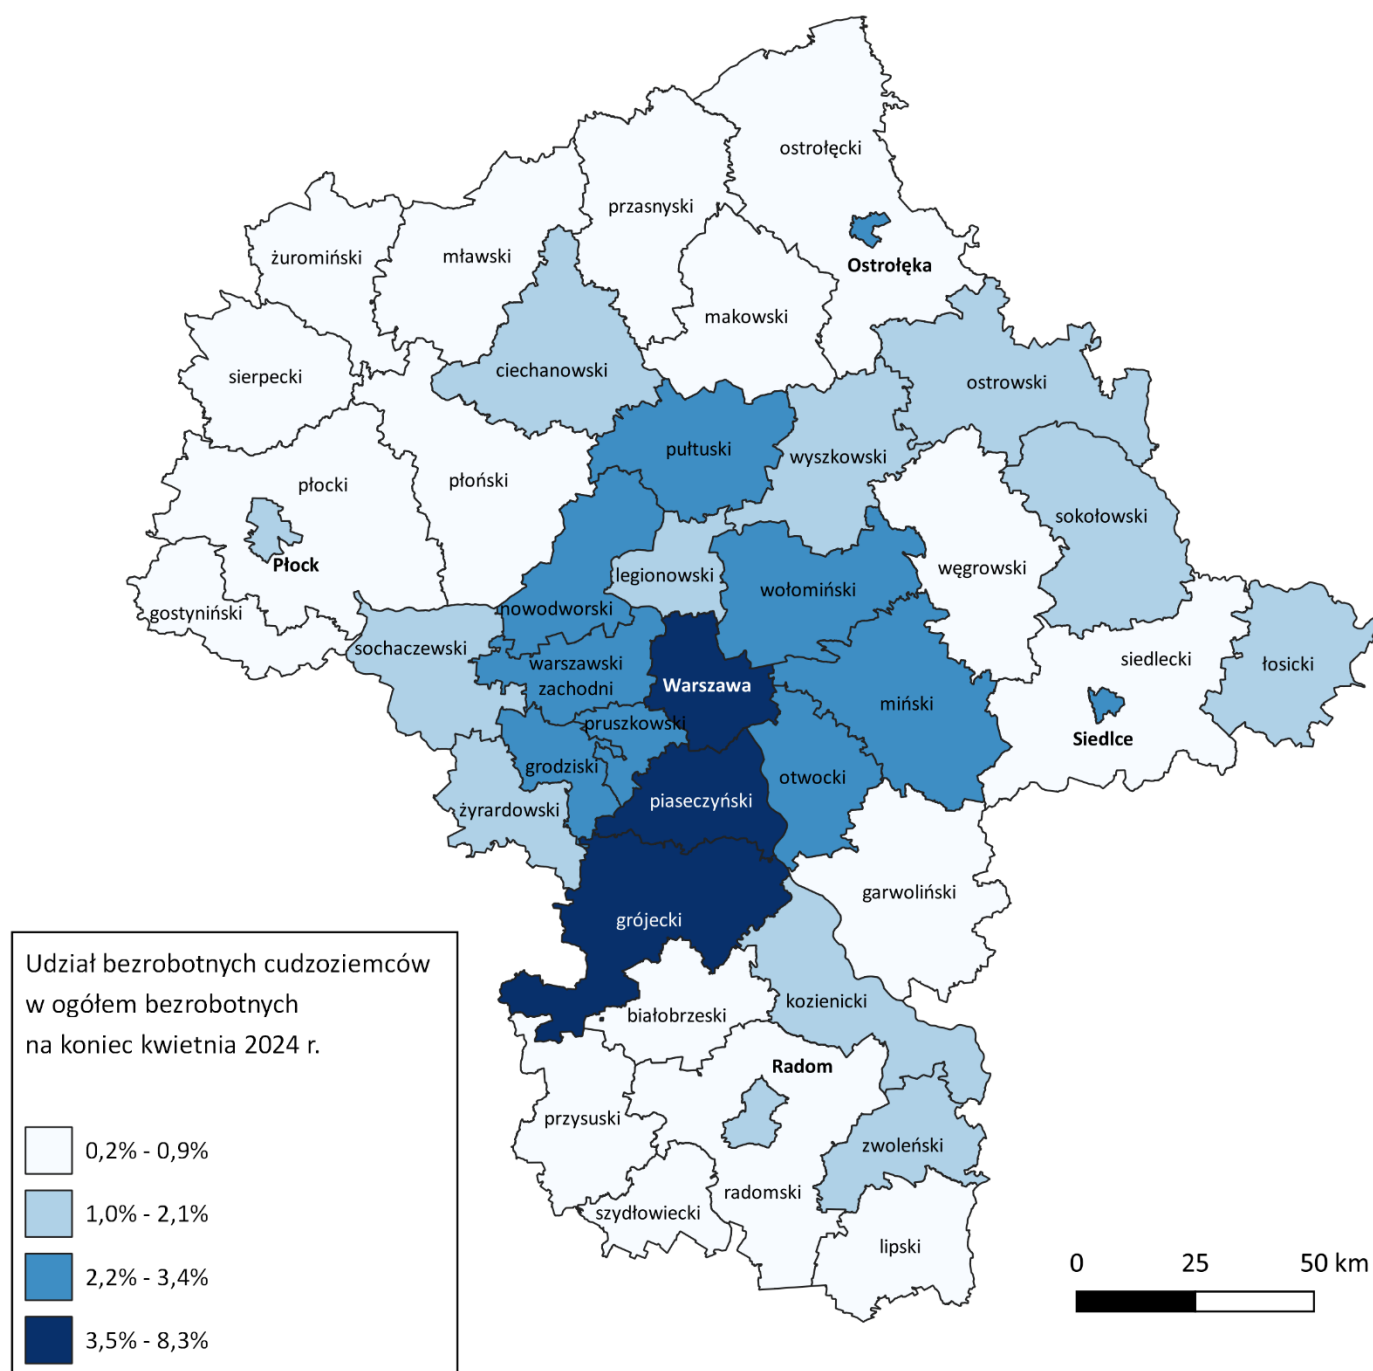 ostrołęcki
przasnyski
żuromiński
mławski
Ostrołęka
makowski
sierpecki
ciechanowski
ostrowski
pułtuski
wyszkowski
płocki
płoński
sokołowski
Płock
legionowski
wołomiński
węgrowski
gostyniński
nowodworski
sochaczewski
warszawski
zachodni
Warszawa
siedlecki
łosicki
miński
pruszkowski
Siedlce
grodziski
otwocki
piaseczyński
żyrardowski
garwoliński
grójecki
kozienicki
białobrzeski
Radom
przysuski
zwoleński
radomski
szydłowiecki
lipski
Udział bezrobotnych cudzoziemców
w ogółem bezrobotnych
na koniec kwietnia 2024 r.
0,2% - 0,9%
1,0% - 2,1%
2,2% - 3,4%
3,5% - 8,3%
0 25 50 km